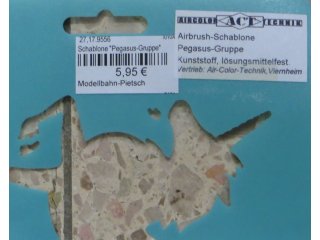 27.17.9556
Schablone "Pegasus-Gruppe"
5,95 €
Modellbahn-Pietsch
AIRCOLOR ACT TECHNIK
Airbrush-Schablone
Pegasus-Gruppe
Kunststoff, lösungsmittelfest.
Vertrieb: Air-Color-Technik, Viernheim